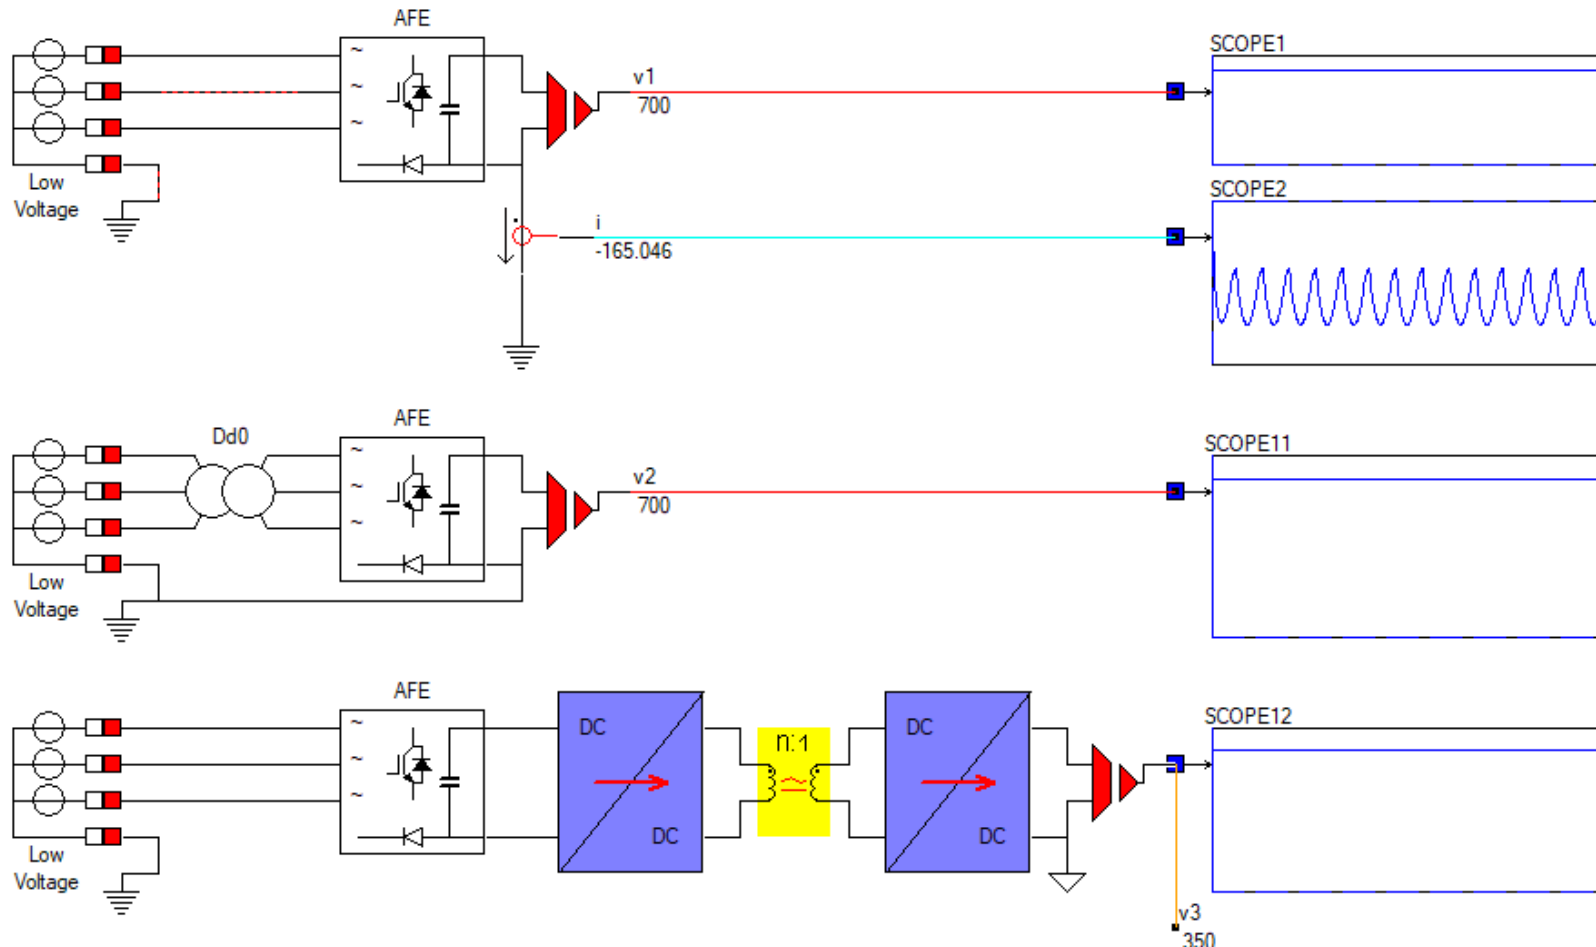 AFE
SCOPE1
~
v1
700
~
~
Low
Voltage
SCOPE2
i
-165.046
AFE
Dd0
SCOPE11
~
v2
700
~
~
Low
Voltage
AFE
SCOPE12
~
DC
n:1
DC
~
~
DC
DC
Low
Voltage
v3
350